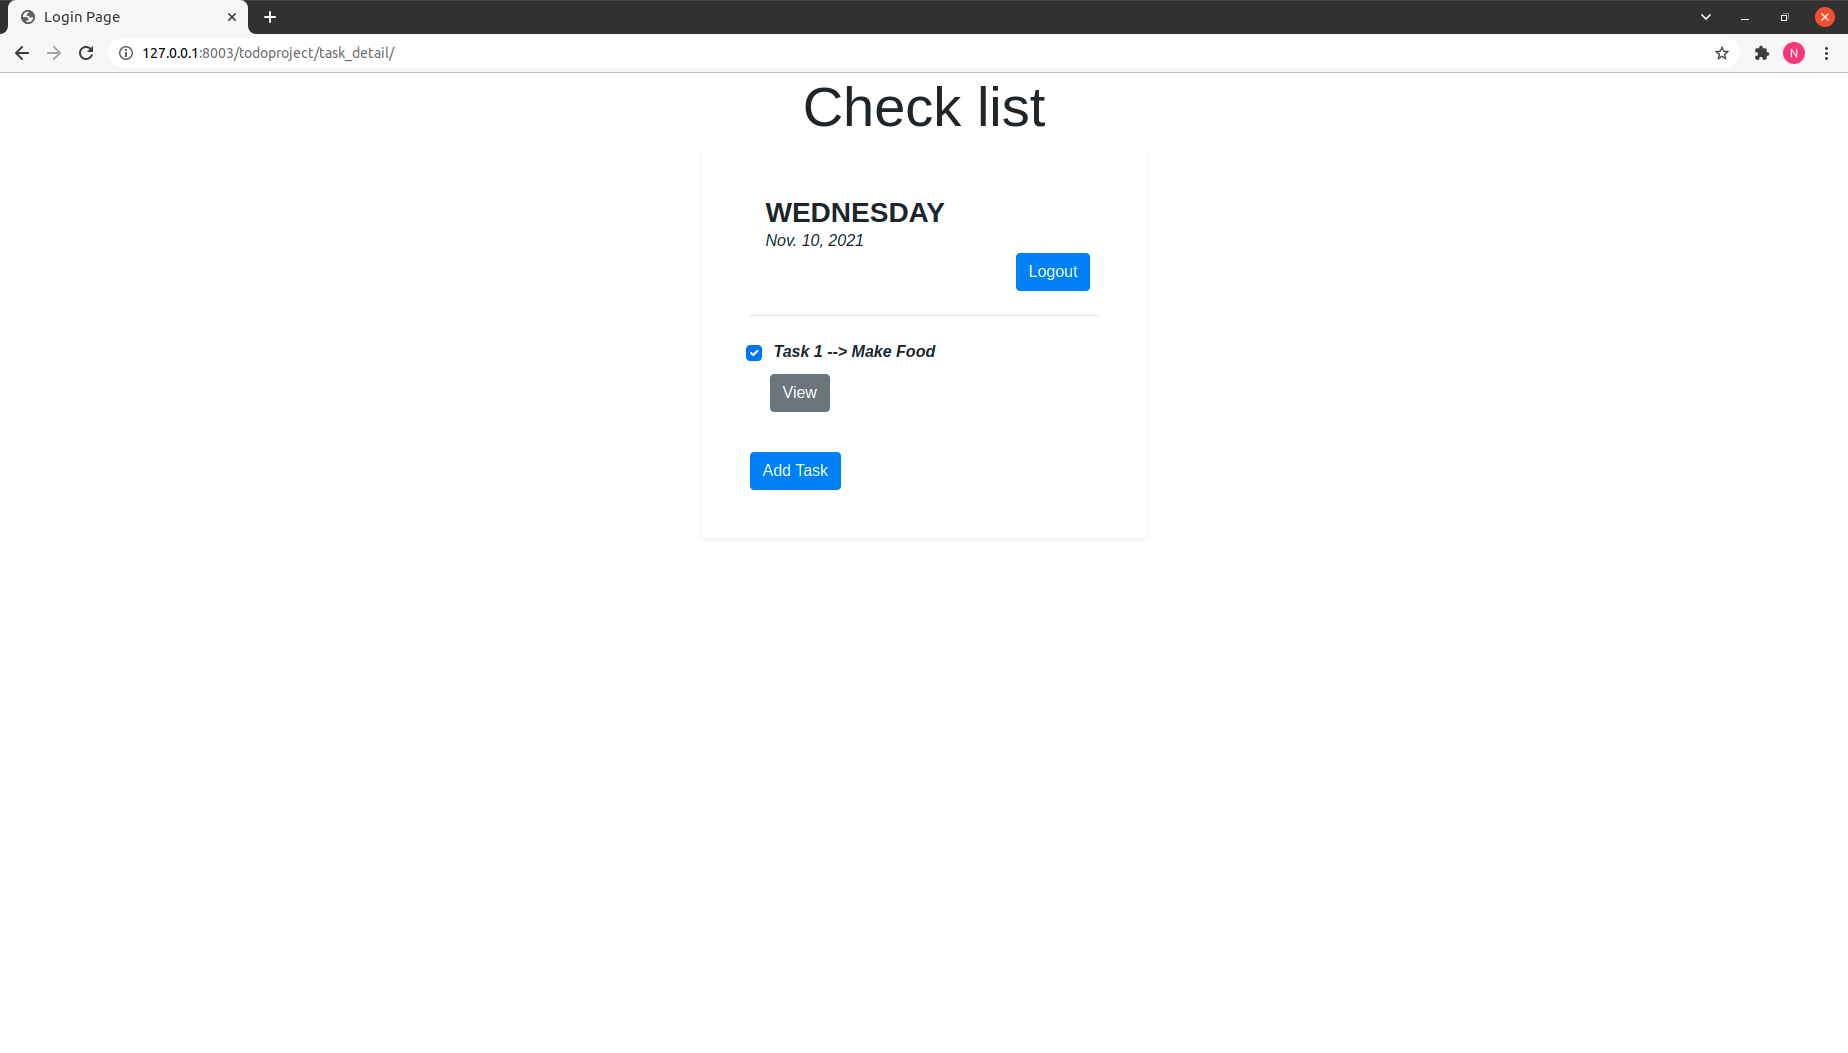 Login Page
127.0.0.1:8003/todoproject/task_detail/
N
Check list
WEDNESDAY
Nov. 10, 2021
Logout
Task 1 --> Make Food
View
Add Task